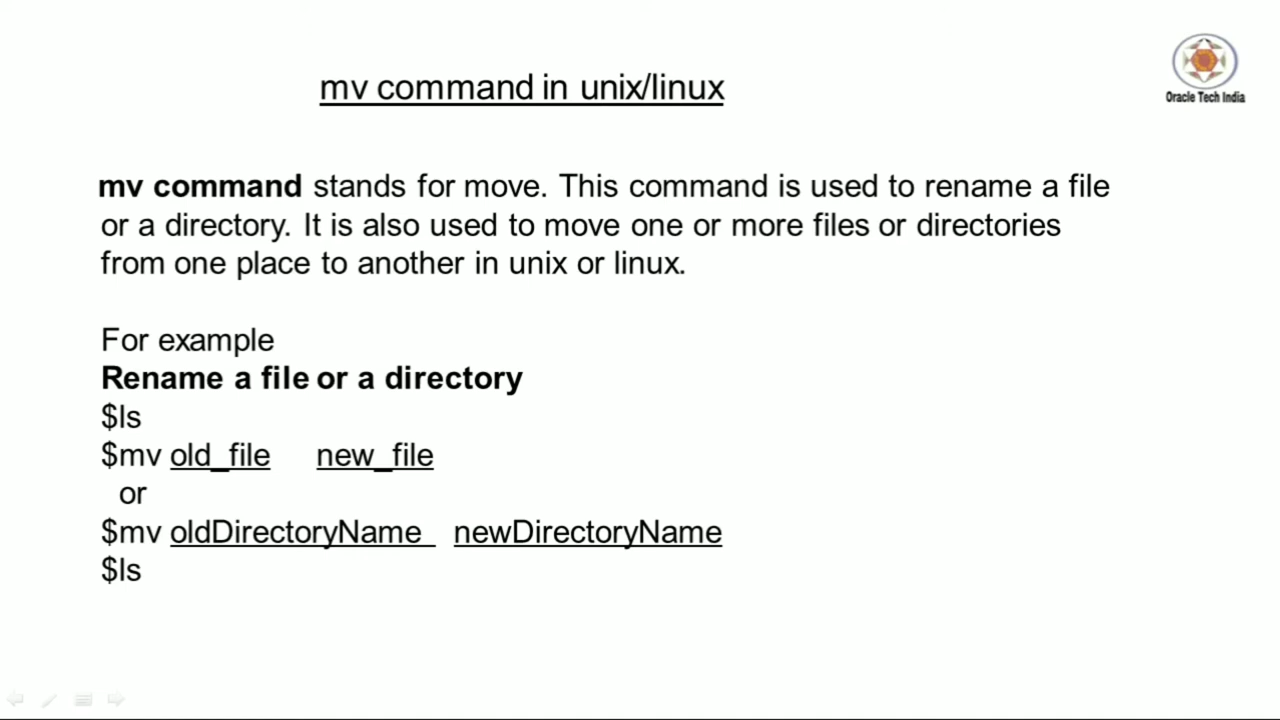 Oracle Tech India
mv command in unix/linux
mv command stands for move. This command is used to rename a file
or a directory. It is also used to move one or more files or directories
from one place to another in unix or linux.
For example
Rename a file or a directory
$ls
$mv old_file new_file
or
$mv oldDirectoryName newDirectoryName
$ls